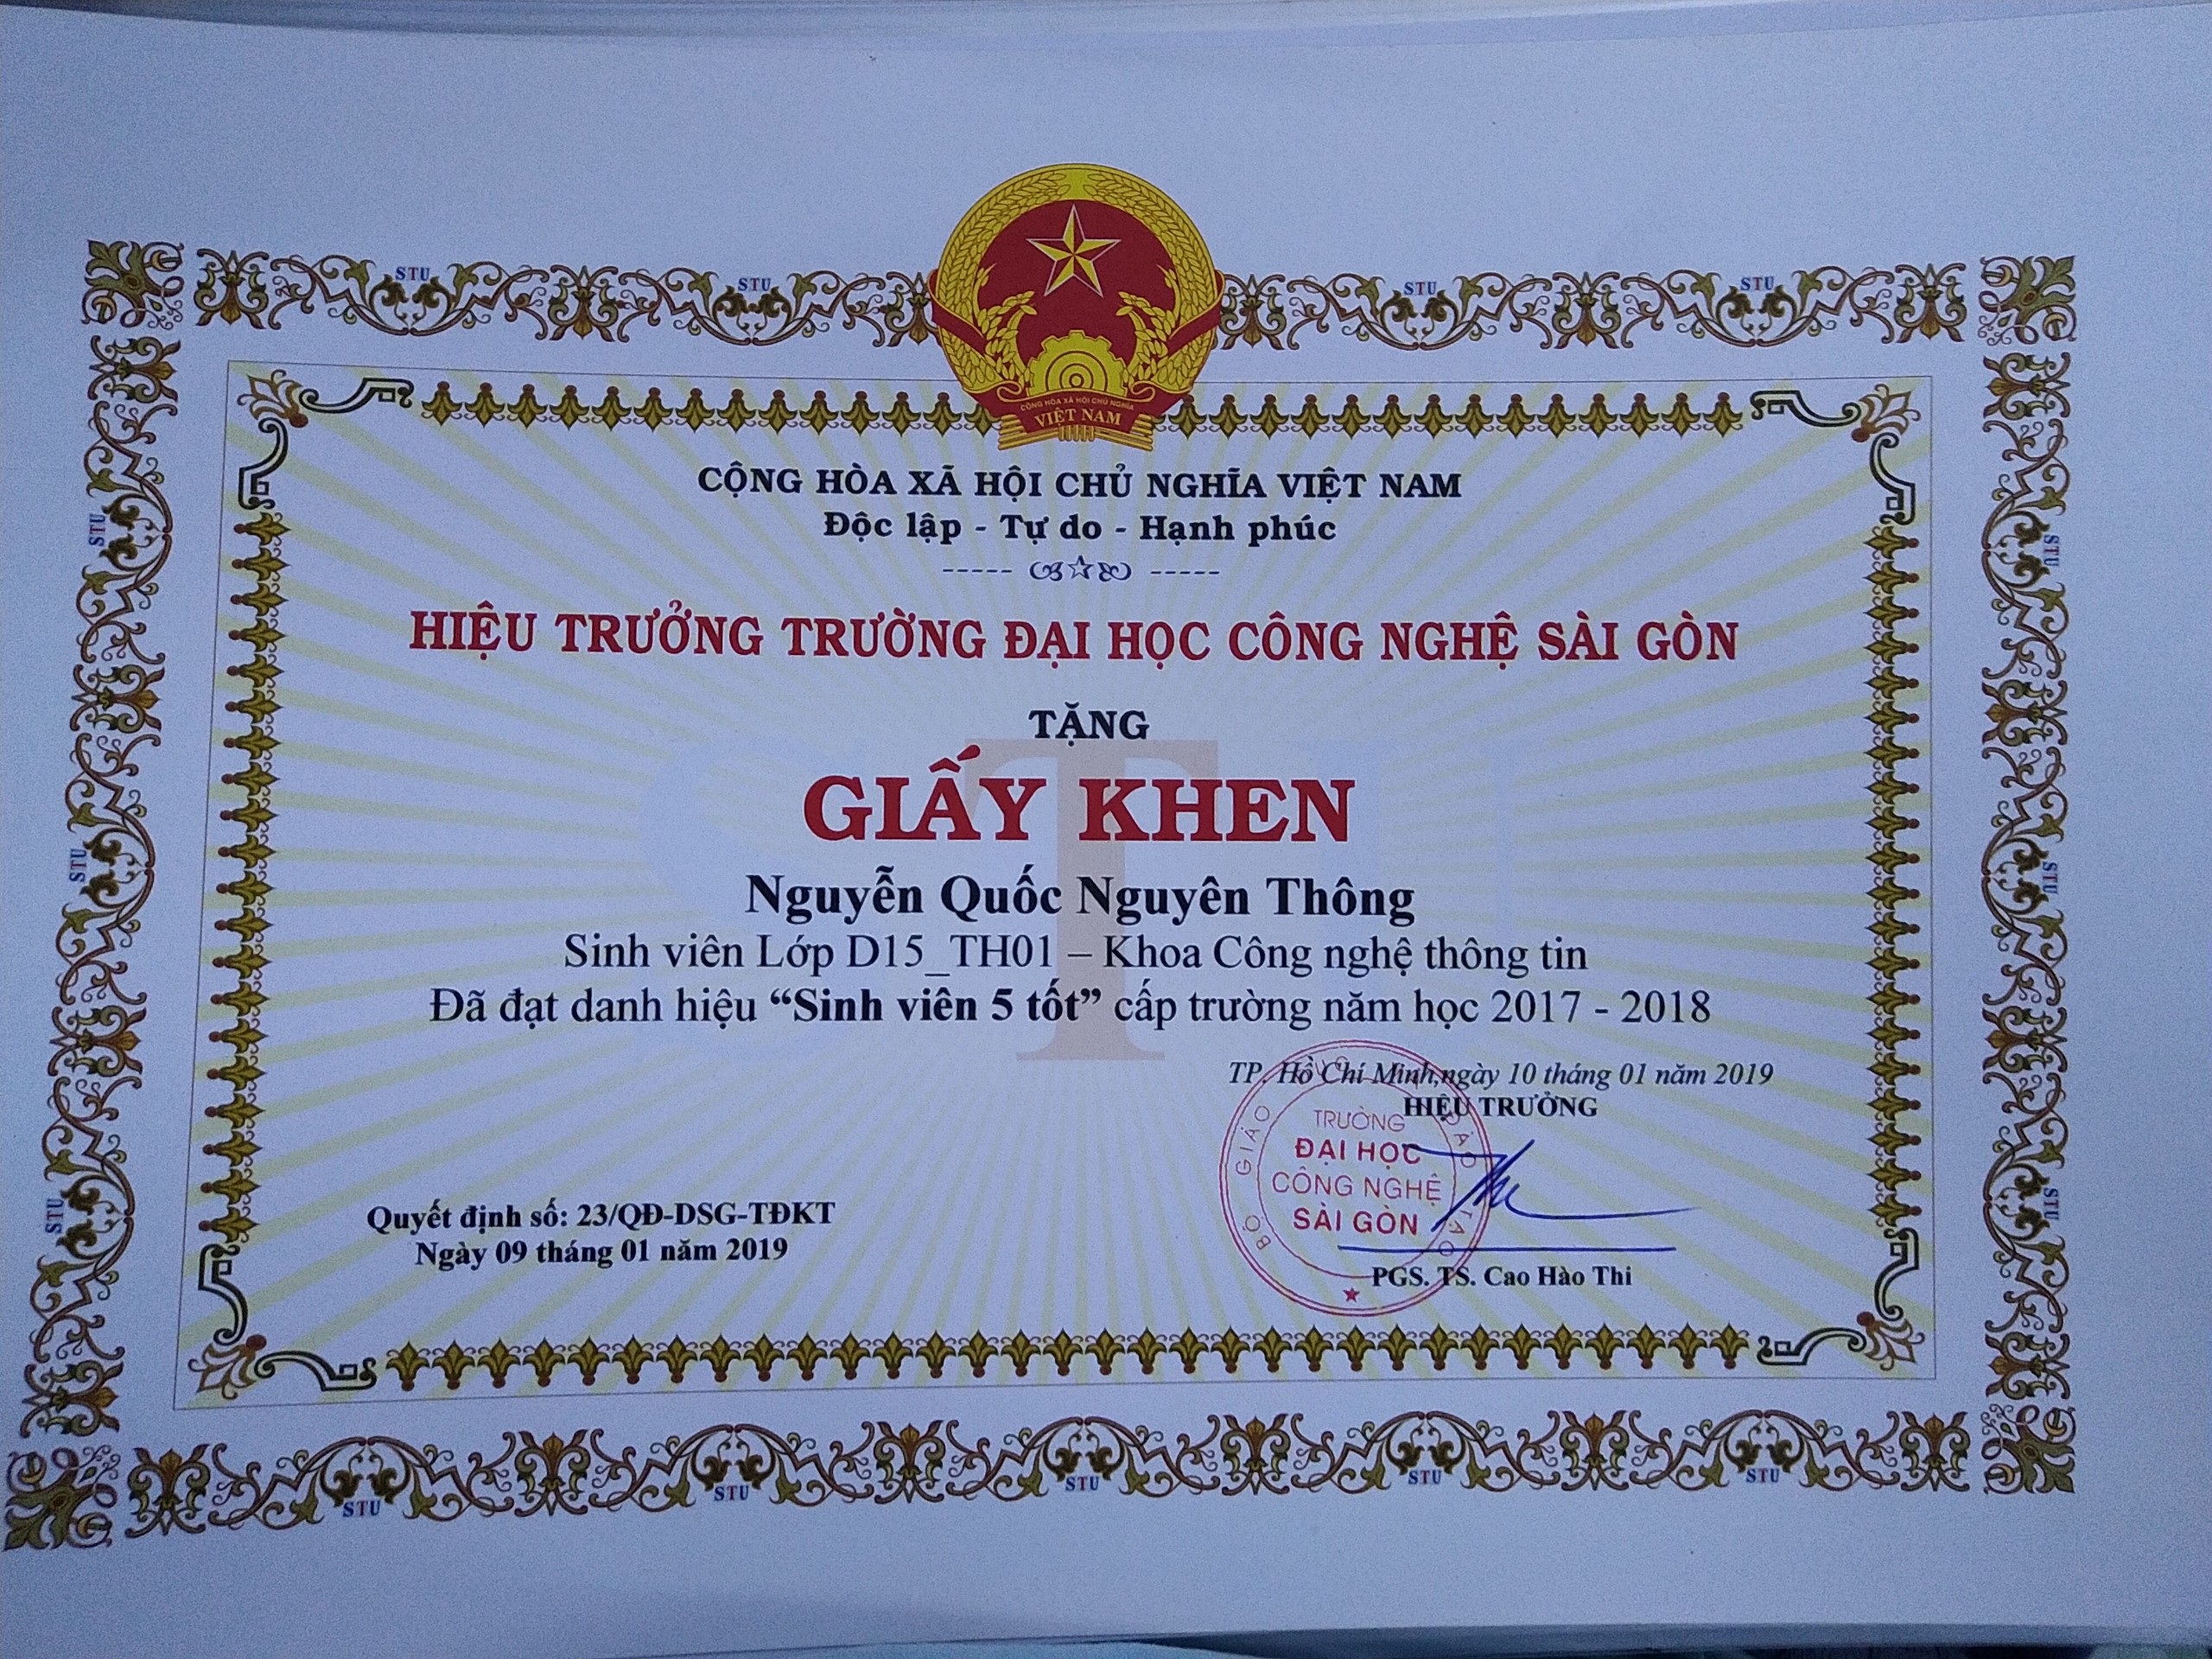 STU STU STU STU
CỘNG HÒA XÃ HỘI CHỦ NGHĨA
VIỆT NAM
CỘNG HÒA XÃ HỘI CHỦ NGHĨA VIỆT NAM
Độc lập - Tự do - Hạnh phúc
HIỆU TRƯỞNG TRƯỜNG ĐẠI HỌC CÔNG NGHỆ SÀI GÒN
TẶNG
GIẤY KHEN
Nguyễn Quốc Nguyên Thông
Sinh viên Lớp D15_TH01 – Khoa Công nghệ thông tin
Đã đạt danh hiệu “Sinh viên 5 tốt” cấp trường năm học 2017 - 2018
TP. Hồ Chí Minh,ngày 10 tháng 01 năm 2019
HIỆU TRƯỞNG
BỘ GIÁO DỤC VÀ ĐÀO TẠO
TRƯỜNG
ĐẠI HỌC
CÔNG NGHỆ
SÀI GÒN
PGS. TS. Cao Hào Thi
Quyết định số: 23/QĐ-DSG-TĐKT
Ngày 09 tháng 01 năm 2019
STU
STU
STU
STU
STU
STU
STU STU STU STU STU